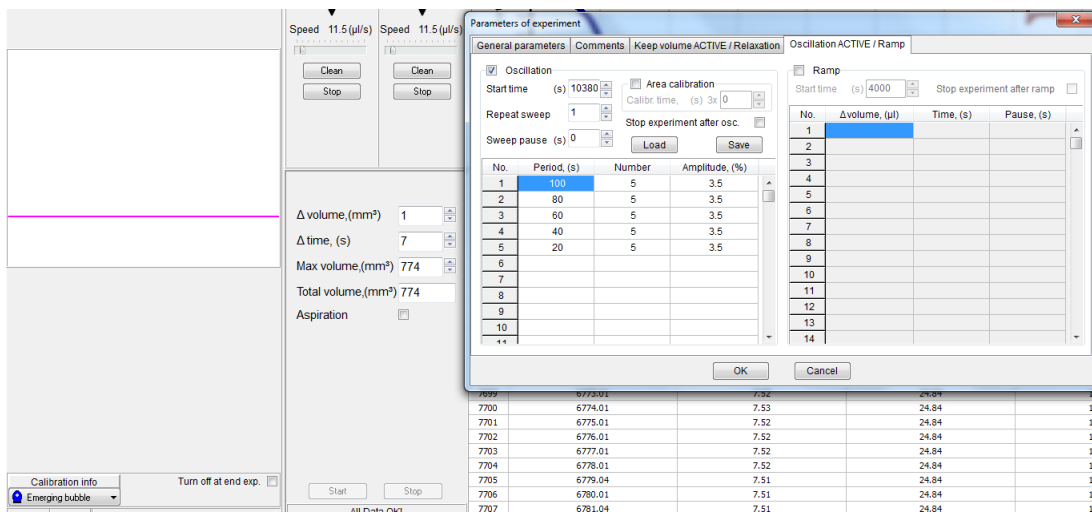 Speed 11.5(µl/s) Speed 11.5(µl/s)
Clean Clean
Stop Stop
Δ volume,(mm³) 1
Δ time, (s) 7
Max volume,(mm³) 774
Total volume,(mm³) 774
Aspiration
Start Stop
All Data OK!
Calibration info Turn off at end exp.
Emerging bubble
Parameters of experiment
General parameters Comments Keep volume ACTIVE / Relaxation Oscillation ACTIVE / Ramp
Oscillation
Start time (s) 10380
Area calibration
Calibr. time, (s) 3x 0
Repeat sweep 1
Stop experiment after osc.
Sweep pause (s) 0
Load Save
No. Period, (s) Number Amplitude, (%)
1 100 5 3.5
2 80 5 3.5
3 60 5 3.5
4 40 5 3.5
5 20 5 3.5
6
7
8
9
10
11
Ramp
Start time (s) 4000 Stop experiment after ramp
No. Δvolume, (µl) Time, (s) Pause, (s)
1
2
3
4
5
6
7
8
9
10
11
12
13
14
OK Cancel
7699 6773.01 7.52 24.84
7700 6774.01 7.53 24.84 1
7701 6775.01 7.52 24.84 1
7702 6776.01 7.52 24.84 1
7703 6777.01 7.52 24.84 1
7704 6778.01 7.52 24.84 1
7705 6779.04 7.51 24.84 1
7706 6780.01 7.51 24.84 1
7707 6781.04 7.51 24.84 1